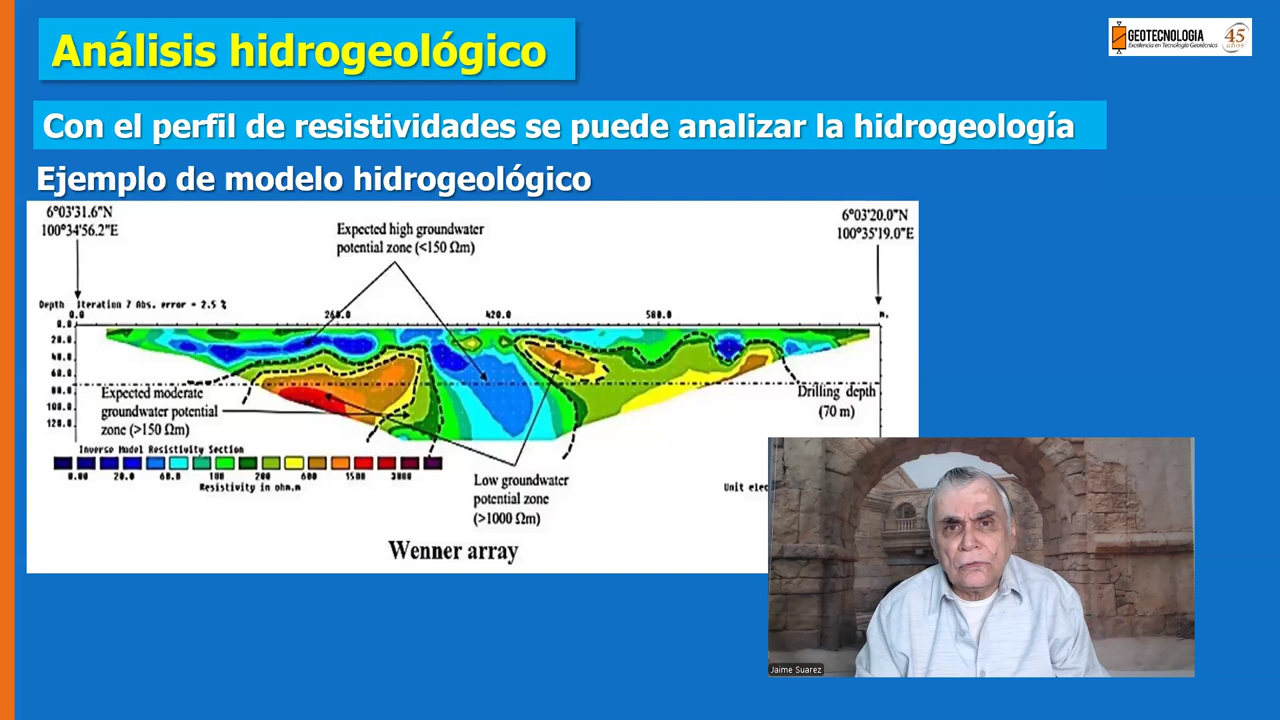 Análisis hidrogeológico
GEOTECNOLOGIA
Excelencia en Tecnología Geotécnica
45
años
Con el perfil de resistividades se puede analizar la hidrogeología
Ejemplo de modelo hidrogeológico
6°03'31.6"N
100°34'56.2"E
Expected high groundwater
potential zone (<150 Ωm)
6°03'20.0"N
100°35'19.0"E
Depth Iteration 7 Abs. error = 2.5 %
0.0 260.0 420.0 580.0 m.
0.0
20.0
40.0
60.0
80.0
100.0
120.0
Expected moderate
groundwater potential
zone (>150 Ωm)
Drilling depth
(70 m)
Inverse Model Resistivity Section
0.00 20.0 60.0 100 200 600 1500 3000
Resistivity in ohm.m
Low groundwater
potential zone
(>1000 Ωm)
Unit elec
Wenner array
Jaime Suarez